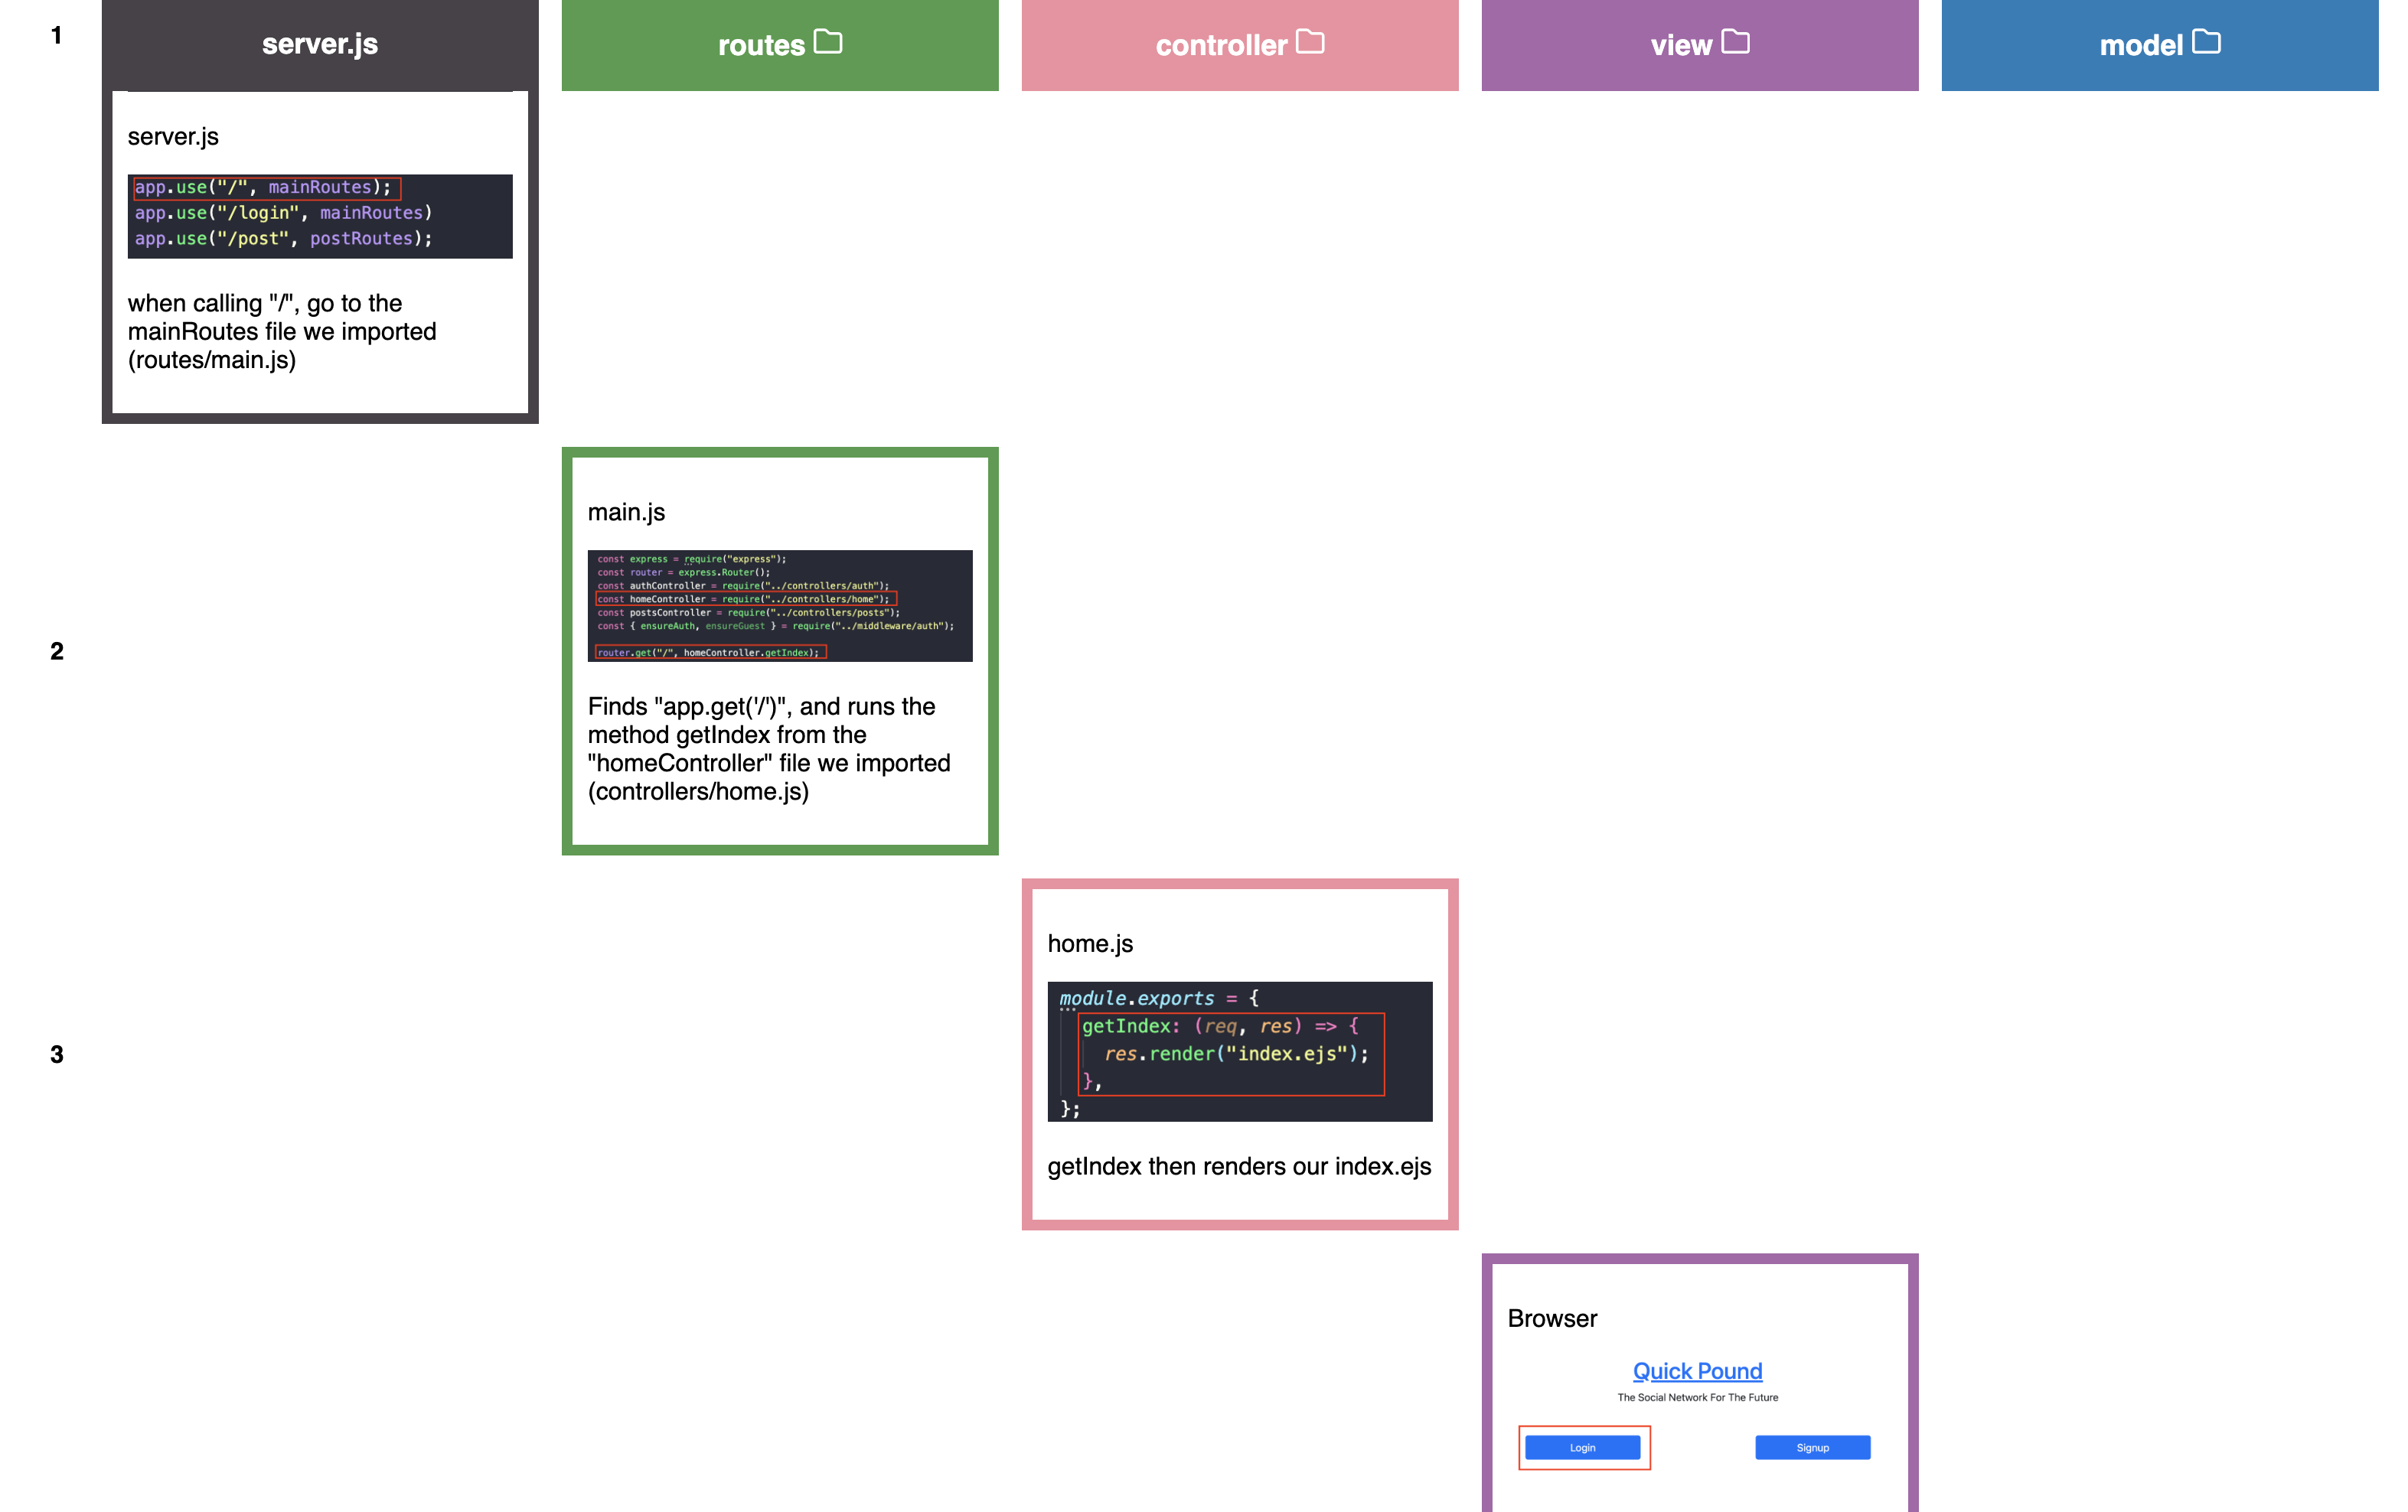 1
server.js
routes
controller
view
model
server.js
app.use("/", mainRoutes);
app.use("/login", mainRoutes)
app.use("/post", postRoutes);
when calling "/", go to the
mainRoutes file we imported
(routes/main.js)
2
main.js
const express = require("express");
const router = express.Router();
const authController = require("../controllers/auth");
const homeController = require("../controllers/home");
const postsController = require("../controllers/posts");
const { ensureAuth, ensureGuest } = require("../middleware/auth");
router.get("/", homeController.getIndex);
Finds "app.get('/')", and runs the
method getIndex from the
"homeController" file we imported
(controllers/home.js)
3
home.js
module.exports = {
getIndex: (req, res) => {
res.render("index.ejs");
},
};
getIndex then renders our index.ejs
Browser
Quick Pound
The Social Network For The Future
Login
Signup